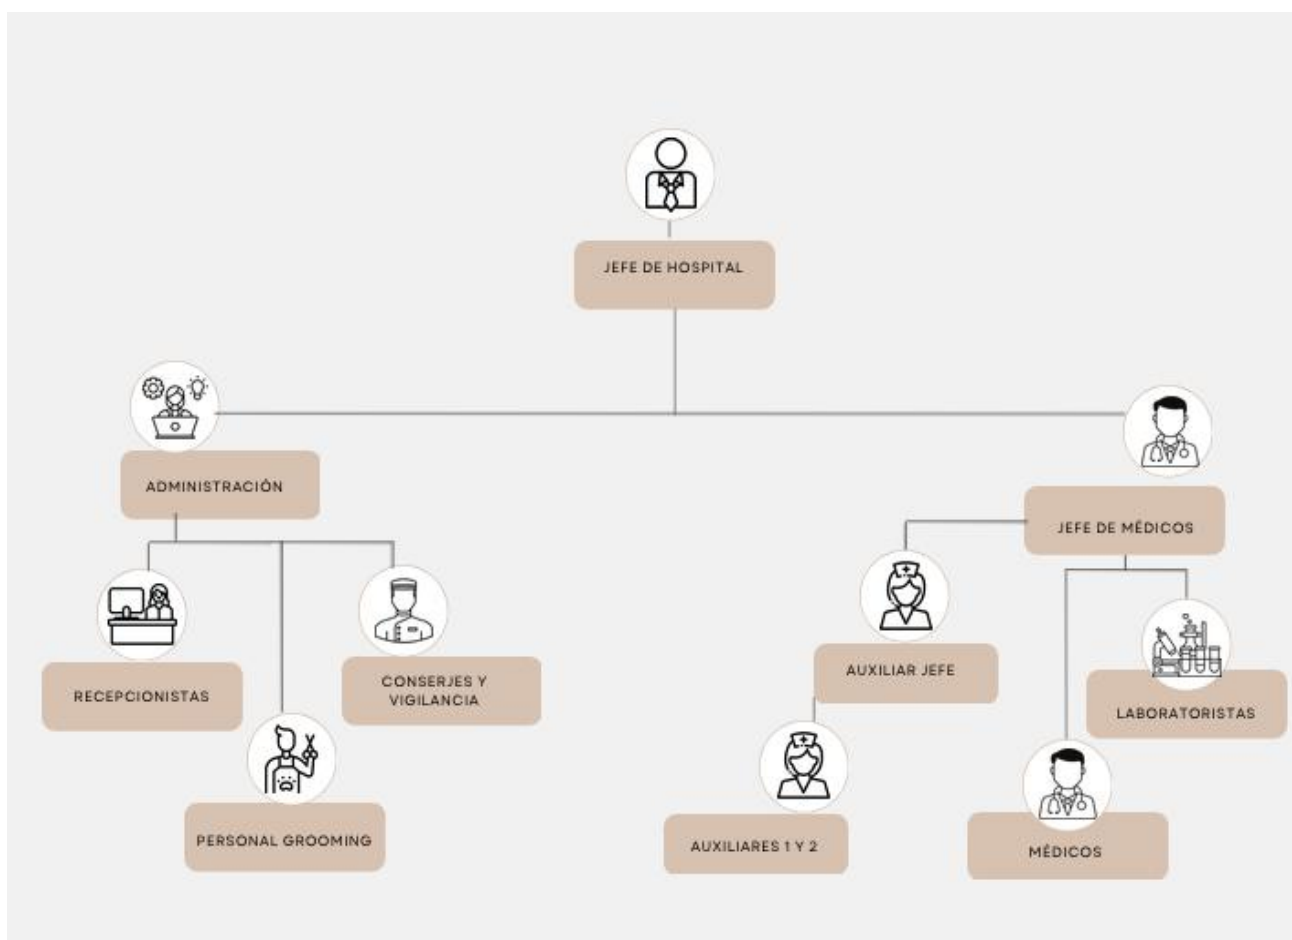 JEFE DE HOSPITAL
ADMINISTRACIÓN
JEFE DE MÉDICOS
RECEPCIONISTAS
CONSERJES Y
VIGILANCIA
AUXILIAR JEFE
LABORATORISTAS
PERSONAL GROOMING
AUXILIARES 1 Y 2
MÉDICOS